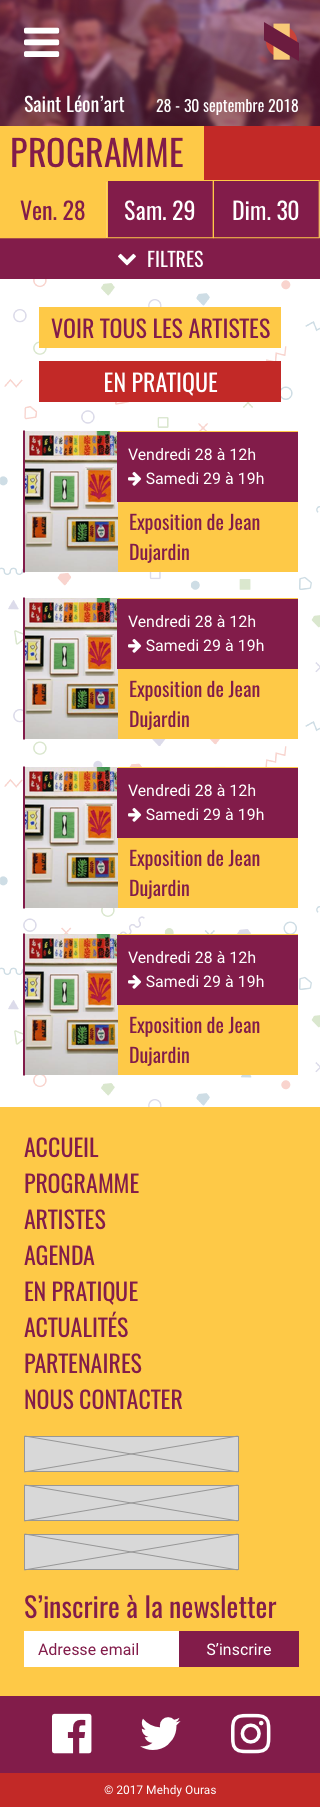 Saint Léon’art
28 - 30 septembre 2018
PROGRAMME
Ven. 28
Sam. 29
Dim. 30
FILTRES
VOIR TOUS LES ARTISTES
EN PRATIQUE
Vendredi 28 à 12h
Samedi 29 à 19h
Exposition de Jean
Dujardin
Vendredi 28 à 12h
Samedi 29 à 19h
Exposition de Jean
Dujardin
Vendredi 28 à 12h
Samedi 29 à 19h
Exposition de Jean
Dujardin
Vendredi 28 à 12h
Samedi 29 à 19h
Exposition de Jean
Dujardin
ACCUEIL
PROGRAMME
ARTISTES
AGENDA
EN PRATIQUE
ACTUALITÉS
PARTENAIRES
NOUS CONTACTER
S’inscrire à la newsletter
Adresse email
S’inscrire
© 2017 Mehdy Ouras